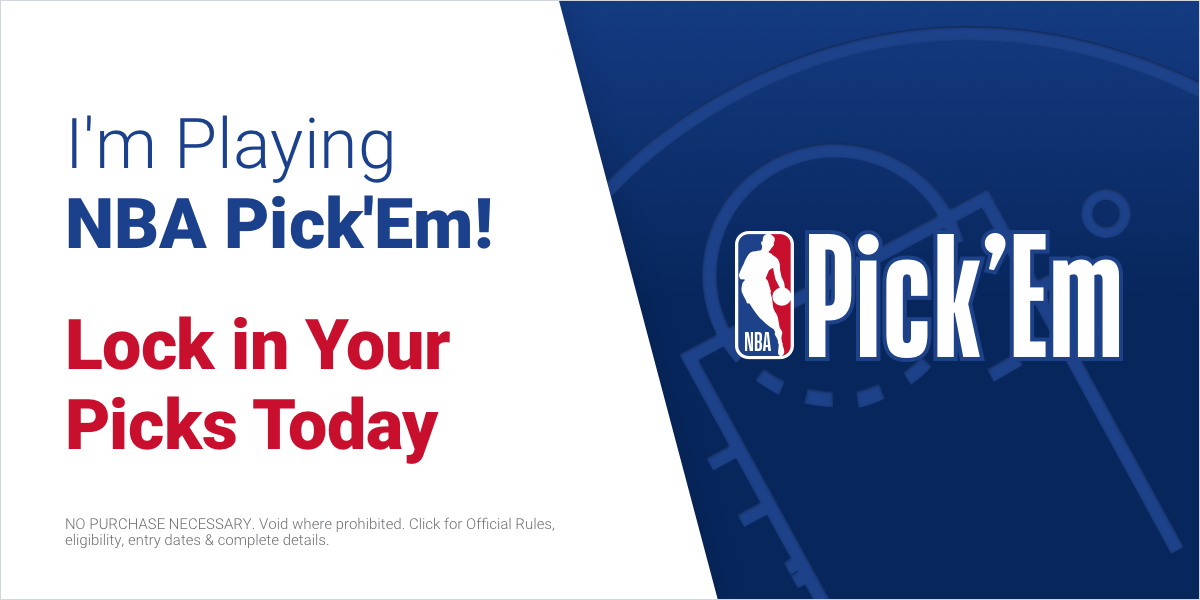 I'm Playing
NBA Pick'Em!
Lock in Your
Picks Today
NO PURCHASE NECESSARY. Void where prohibited. Click for Official Rules,
eligibility, entry dates & complete details.
NBA
Pick’Em